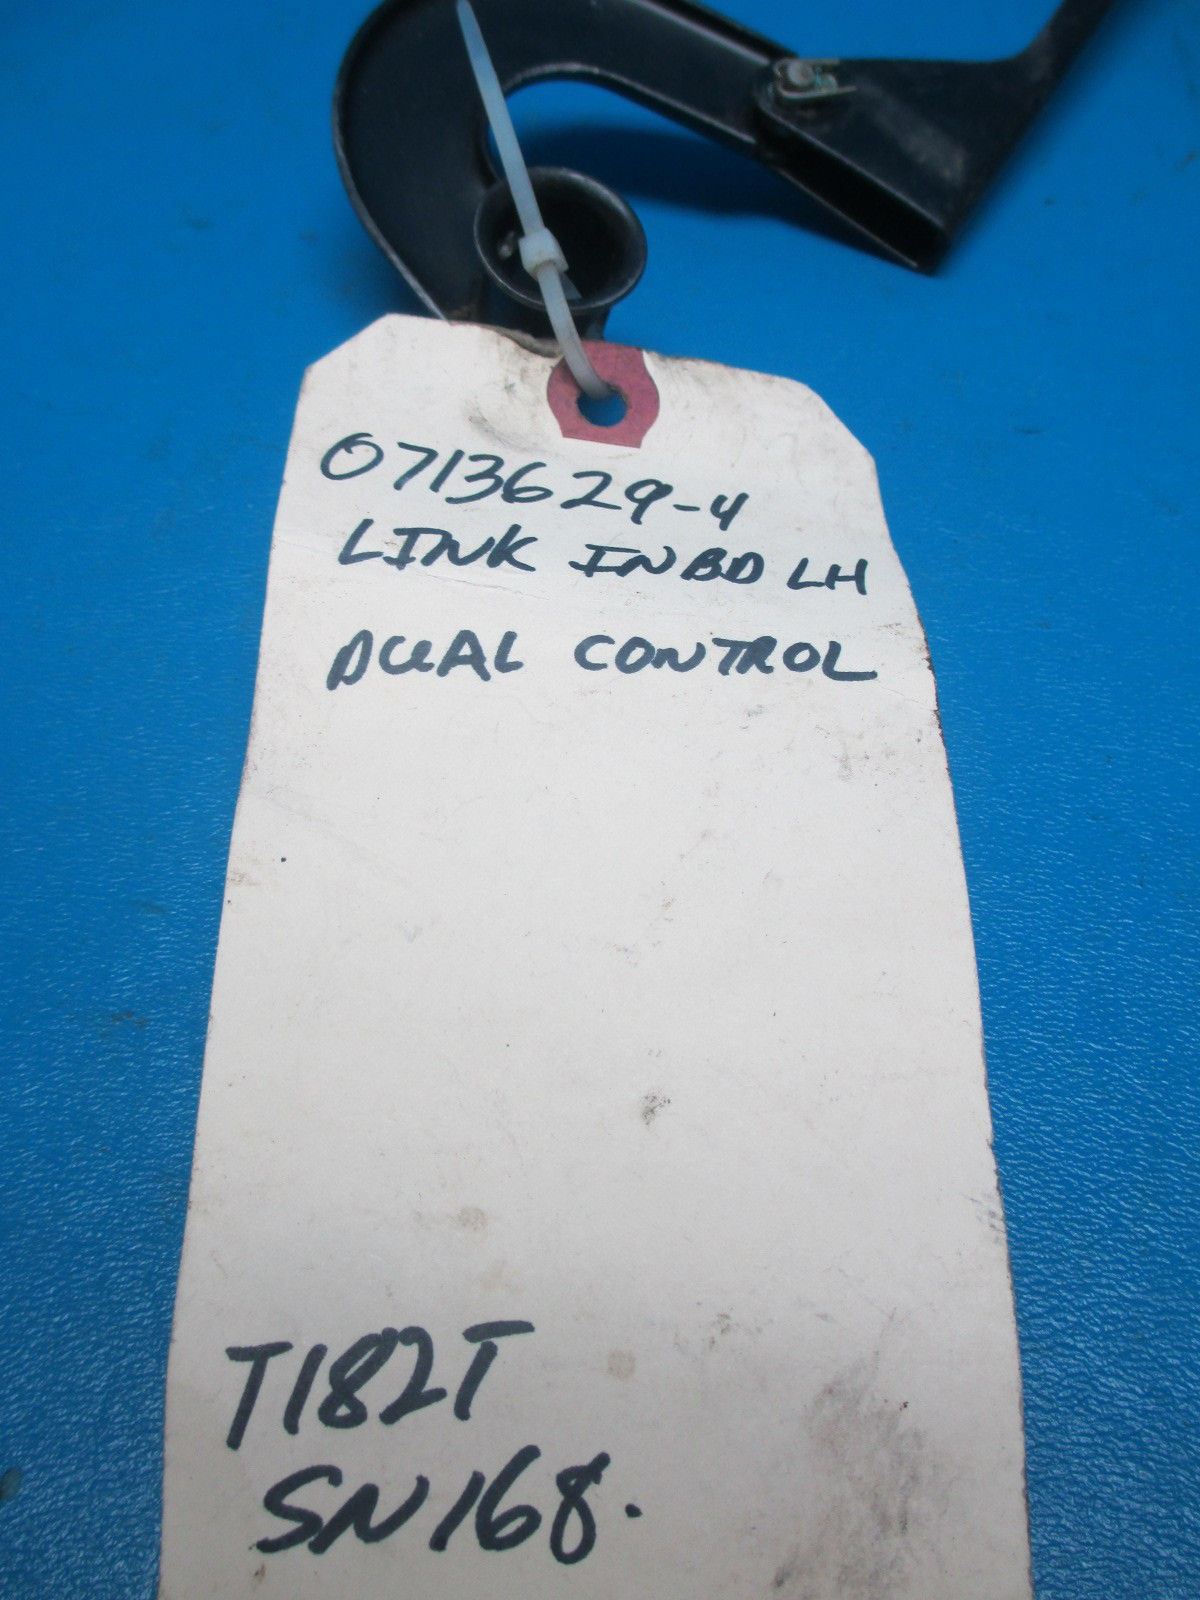 0713629-4
LINK INBD LH
DUAL CONTROL
T182T
SN168.